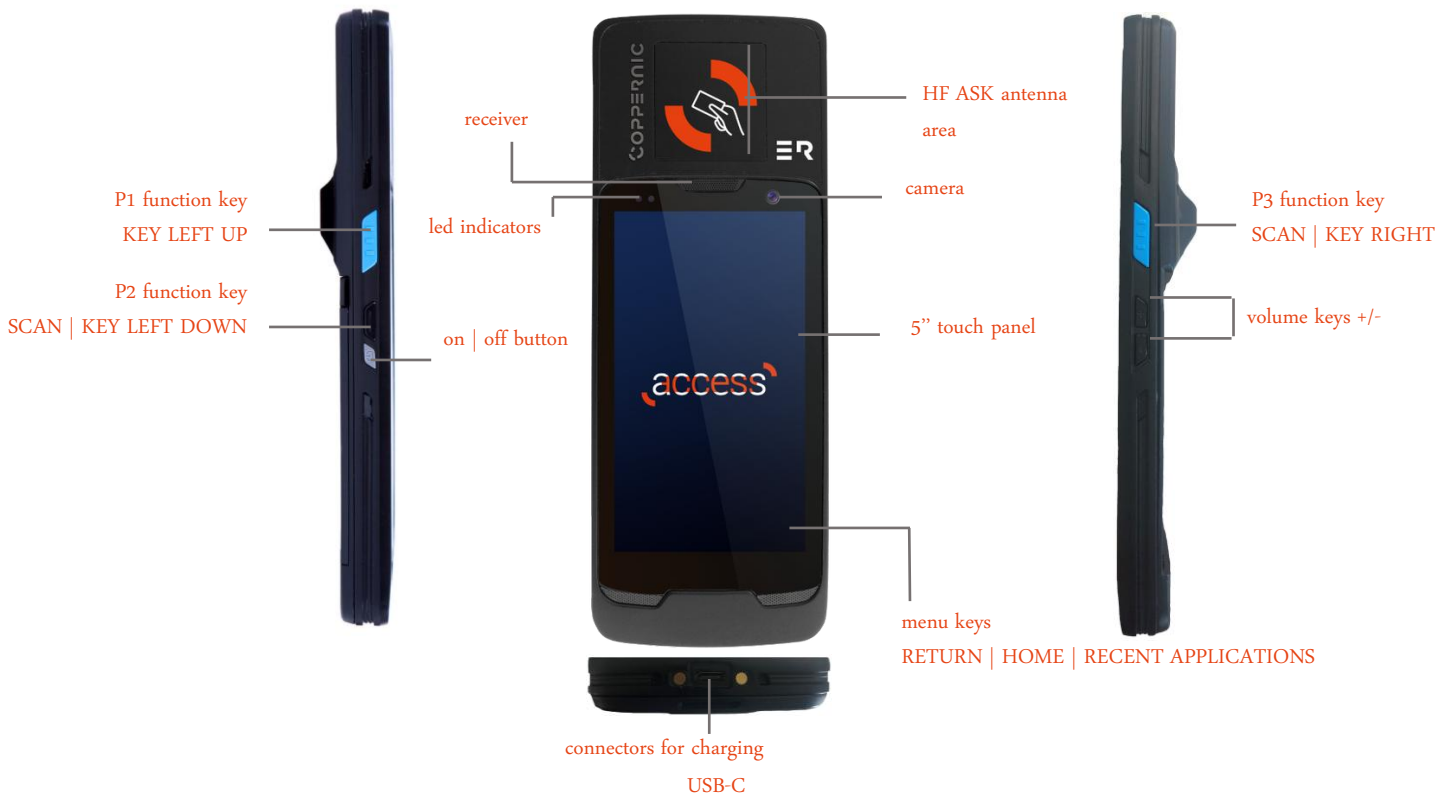 COPPERNIC
ER
receiver
HF ASK antenna
area
led indicators
camera
P1 function key
KEY LEFT UP
P2 function key
SCAN | KEY LEFT DOWN
on | off button
5’’ touch panel
access
P3 function key
SCAN | KEY RIGHT
volume keys +/-
menu keys
RETURN | HOME | RECENT APPLICATIONS
connectors for charging
USB-C